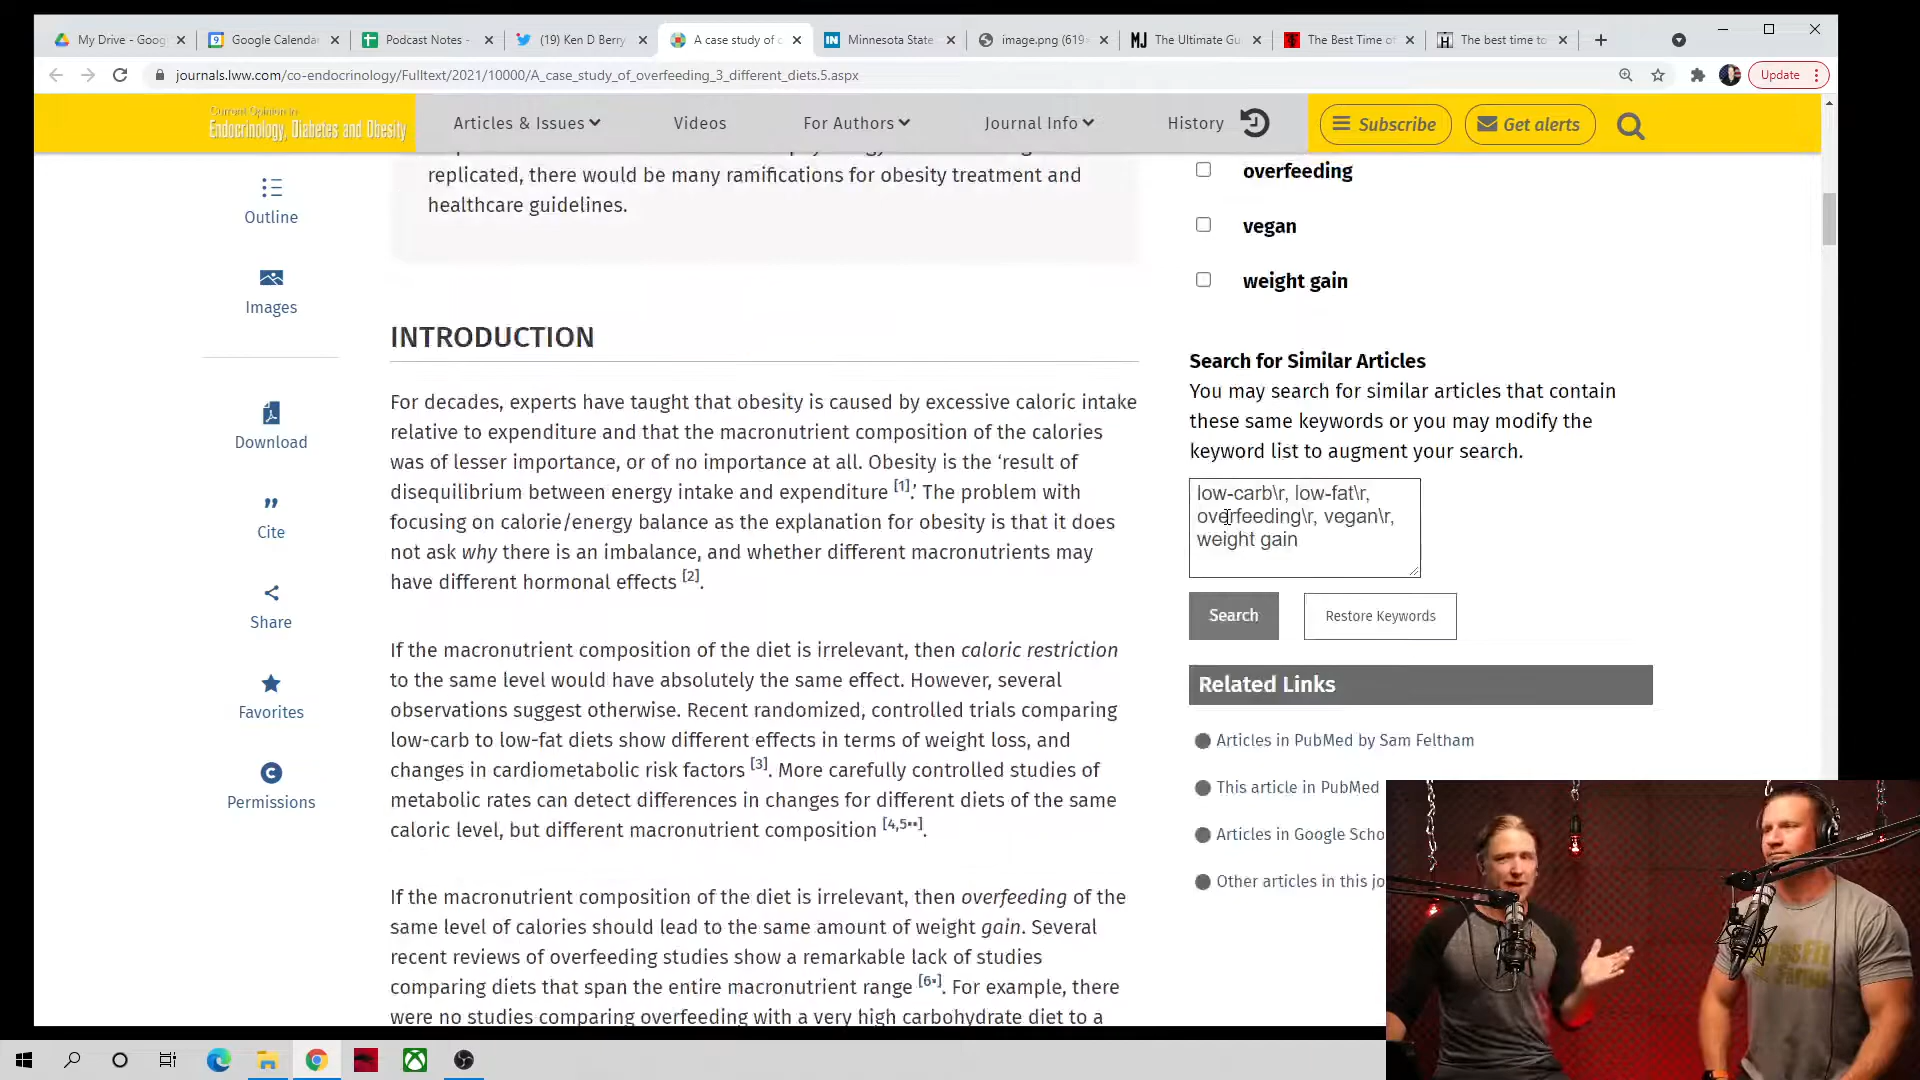 My Drive - Goog
Google Calenda
Podcast Notes -
(19) Ken D Berry
A case study of c
Minnesota State
image.png (619
The Ultimate Gu
The Best Time o
The best time to
journals.lww.com/co-endocrinology/Fulltext/2021/10000/A_case_study_of_overfeeding_3_different_diets.5.aspx
Update
Current Opinion in
Endocrinology, Diabetes and Obesity
Articles & Issues
Videos
For Authors
Journal Info
History
Subscribe
Get alerts
Outline
Images
Download
Cite
Share
Favorites
Permissions
replicated, there would be many ramifications for obesity treatment and
healthcare guidelines.
INTRODUCTION
For decades, experts have taught that obesity is caused by excessive caloric intake
relative to expenditure and that the macronutrient composition of the calories
was of lesser importance, or of no importance at all. Obesity is the ‘result of
disequilibrium between energy intake and expenditure [1].’ The problem with
focusing on calorie/energy balance as the explanation for obesity is that it does
not ask why there is an imbalance, and whether different macronutrients may
have different hormonal effects [2].
If the macronutrient composition of the diet is irrelevant, then caloric restriction
to the same level would have absolutely the same effect. However, several
observations suggest otherwise. Recent randomized, controlled trials comparing
low-carb to low-fat diets show different effects in terms of weight loss, and
changes in cardiometabolic risk factors [3]. More carefully controlled studies of
metabolic rates can detect differences in changes for different diets of the same
caloric level, but different macronutrient composition [4,5▪▪].
If the macronutrient composition of the diet is irrelevant, then overfeeding of the
same level of calories should lead to the same amount of weight gain. Several
recent reviews of overfeeding studies show a remarkable lack of studies
comparing diets that span the entire macronutrient range [6▪]. For example, there
were no studies comparing overfeeding with a very high carbohydrate diet to a
overfeeding
vegan
weight gain
Search for Similar Articles
You may search for similar articles that contain
these same keywords or you may modify the
keyword list to augment your search.
low-carb\r, low-fat\r,
overfeeding\r, vegan\r,
weight gain
Search
Restore Keywords
Related Links
Articles in PubMed by Sam Feltham
This article in PubMed
Articles in Google Scho
Other articles in this jo